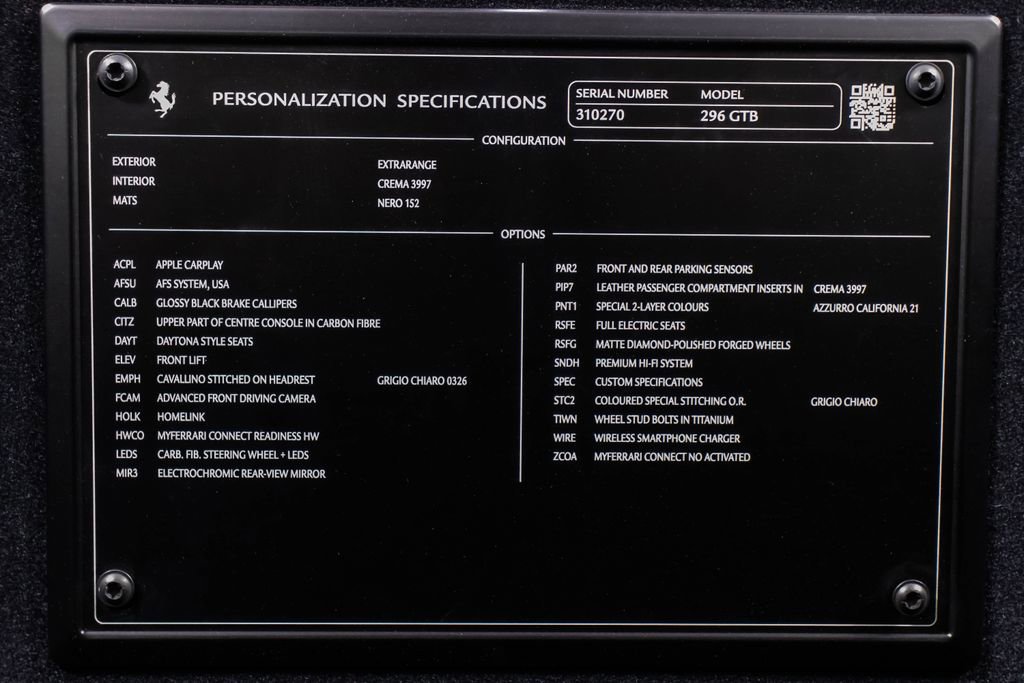 PERSONALIZATION SPECIFICATIONS
SERIAL NUMBER MODEL
310270 296 GTB
CONFIGURATION
EXTERIOR EXTRARANGE
INTERIOR CREMA 3997
MATS NERO 152
OPTIONS
ACPL APPLE CARPLAY
AFSU AFS SYSTEM, USA
CALB GLOSSY BLACK BRAKE CALLIPERS
CITZ UPPER PART OF CENTRE CONSOLE IN CARBON FIBRE
DAYT DAYTONA STYLE SEATS
ELEV FRONT LIFT
EMPH CAVALLINO STITCHED ON HEADREST GRIGIO CHIARO 0326
FCAM ADVANCED FRONT DRIVING CAMERA
HOLK HOMELINK
HWCO MYFERRARI CONNECT READINESS HW
LEDS CARB. FIB. STEERING WHEEL + LEDS
MIR3 ELECTROCHROMIC REAR-VIEW MIRROR
PAR2 FRONT AND REAR PARKING SENSORS
PIP7 LEATHER PASSENGER COMPARTMENT INSERTS IN CREMA 3997
PNT1 SPECIAL 2-LAYER COLOURS AZZURRO CALIFORNIA 21
RSFE FULL ELECTRIC SEATS
RSFG MATTE DIAMOND-POLISHED FORGED WHEELS
SNDH PREMIUM HI-FI SYSTEM
SPEC CUSTOM SPECIFICATIONS
STC2 COLOURED SPECIAL STITCHING O.R. GRIGIO CHIARO
TIWN WHEEL STUD BOLTS IN TITANIUM
WIRE WIRELESS SMARTPHONE CHARGER
ZCOA MYFERRARI CONNECT NO ACTIVATED